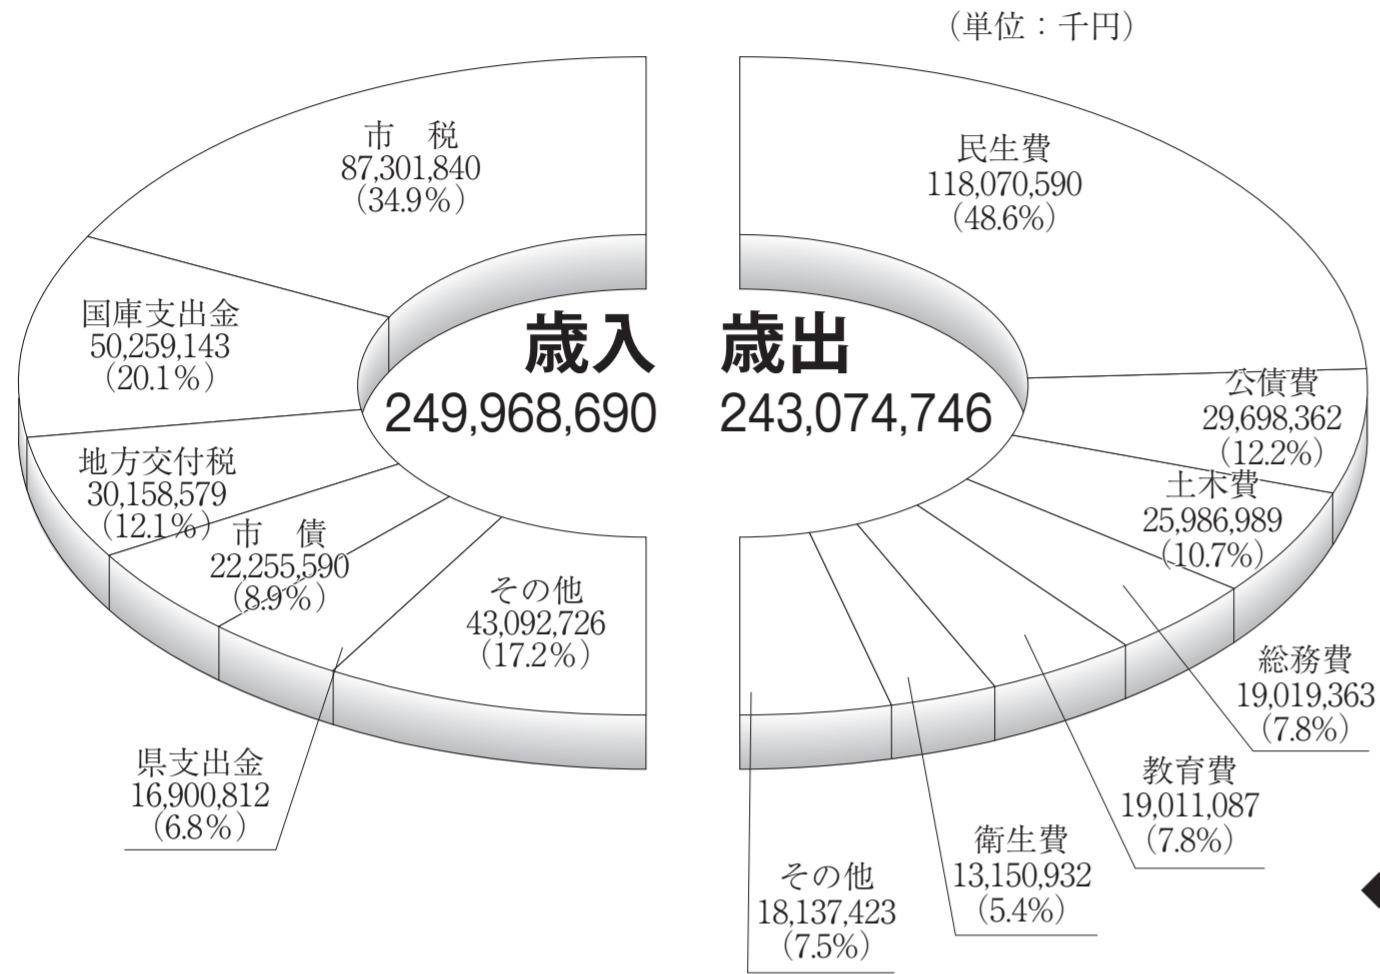 （単位：千円）
市　税
87,301,840
（34.9％）
国庫支出金
50,259,143
（20.1％）
地方交付税
30,158,579
（12.1％）
市　債
22,255,590
（8.9％）
県支出金
16,900,812
（6.8％）
その他
43,092,726
（17.2％）
歳入
249,968,690
歳出
243,074,746
民生費
118,070,590
（48.6%）
公債費
29,698,362
（12.2%）
土木費
25,986,989
（10.7%）
総務費
19,019,363
（7.8%）
教育費
19,011,087
（7.8%）
衛生費
13,150,932
（5.4%）
その他
18,137,423
（7.5%）